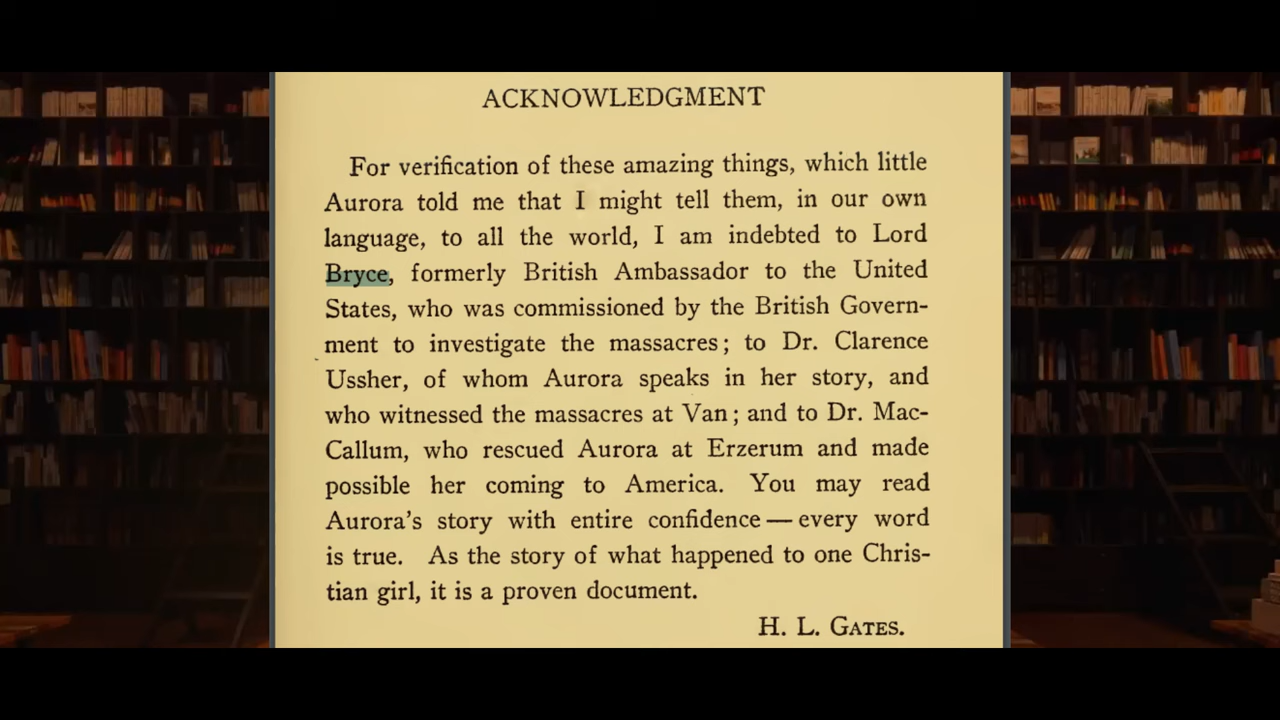 ACKNOWLEDGMENT
For verification of these amazing things, which little
Aurora told me that I might tell them, in our own
language, to all the world, I am indebted to Lord
Bryce, formerly British Ambassador to the United
States, who was commissioned by the British Govern-
ment to investigate the massacres; to Dr. Clarence
Ussher, of whom Aurora speaks in her story, and
who witnessed the massacres at Van; and to Dr. Mac-
Callum, who rescued Aurora at Erzerum and made
possible her coming to America. You may read
Aurora's story with entire confidence—every word
is true. As the story of what happened to one Chris-
tian girl, it is a proven document.
H. L. GATES.